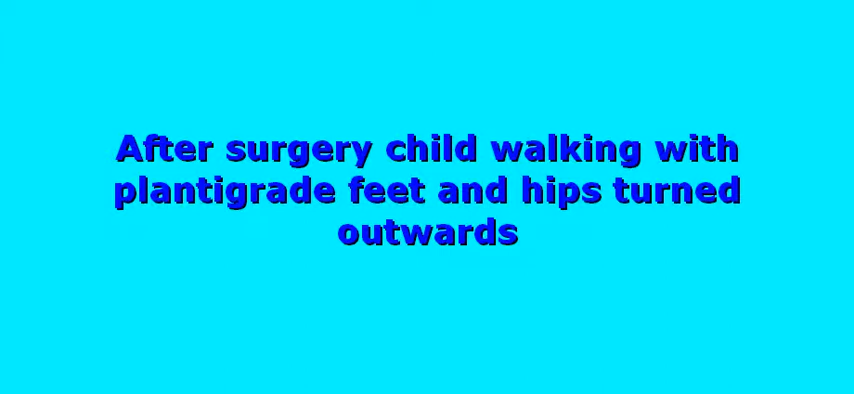 After surgery child walking with
plantigrade feet and hips turned
outwards